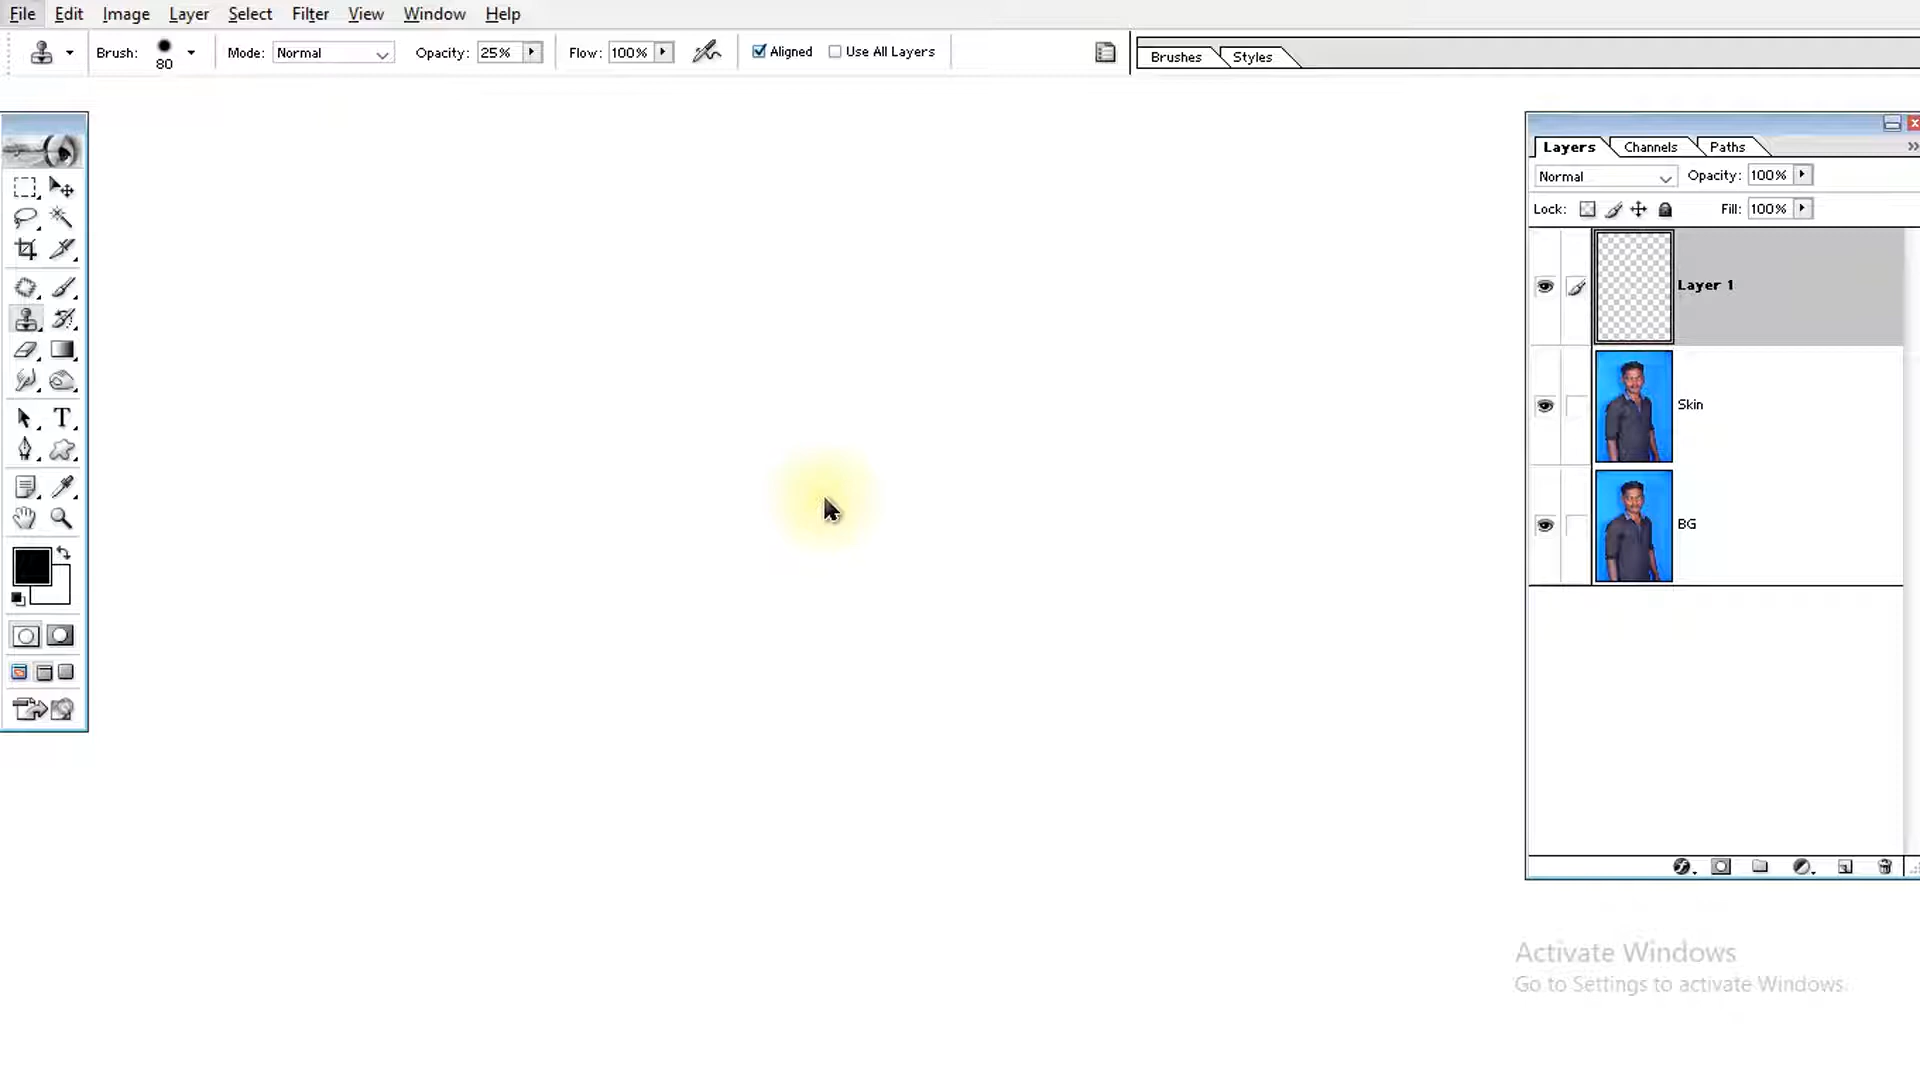 File Edit Image Layer Select Filter View Window Help
Brush: 80 Mode: Normal Opacity: 25% Flow: 100% Aligned Use All Layers Brushes Styles
Layers Channels Paths
Normal Opacity: 100%
Lock: Fill: 100%
Layer 1
Skin
BG
T
Activate Windows
Go to Settings to activate Windows.